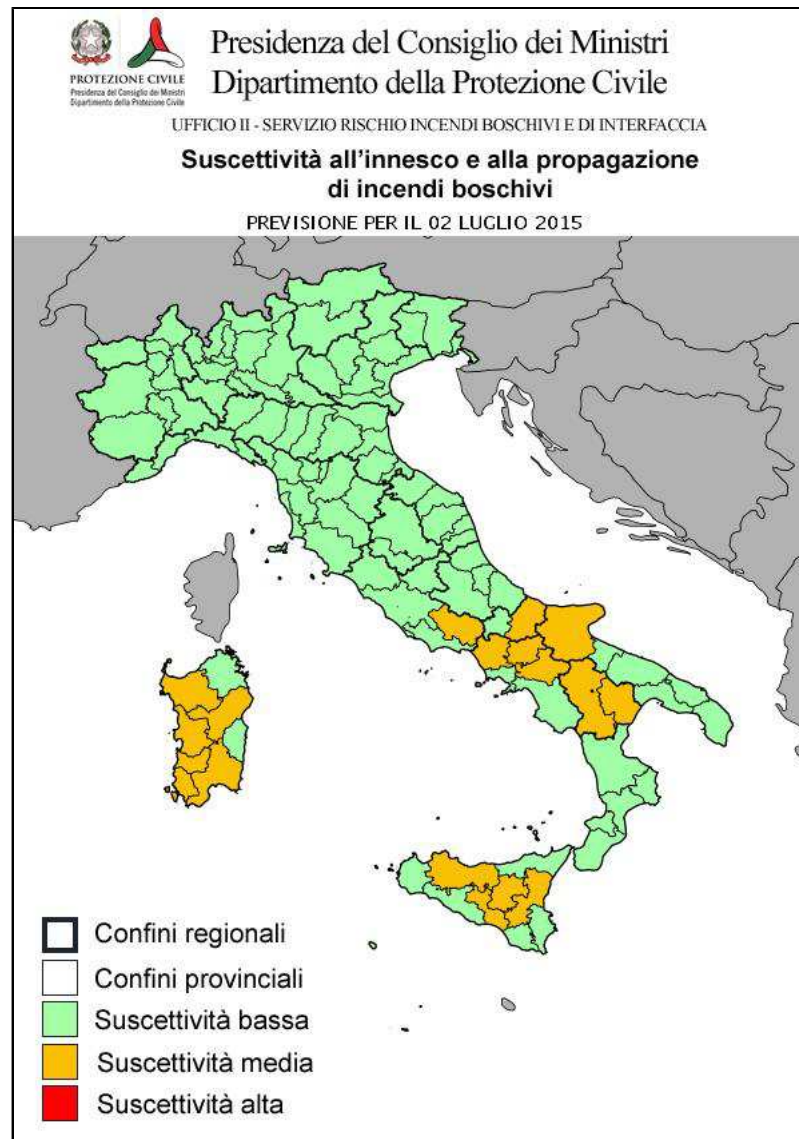 PROTEZIONE CIVILE
Presidenza del Consiglio dei Ministri
Dipartimento della Protezione Civile
Presidenza del Consiglio dei Ministri
Dipartimento della Protezione Civile
UFFICIO II - SERVIZIO RISCHIO INCENDI BOSCHIVI E DI INTERFACCIA
Suscettività all'innesco e alla propagazione
di incendi boschivi
PREVISIONE PER IL 02 LUGLIO 2015
Confini regionali
Confini provinciali
Suscettività bassa
Suscettività media
Suscettività alta